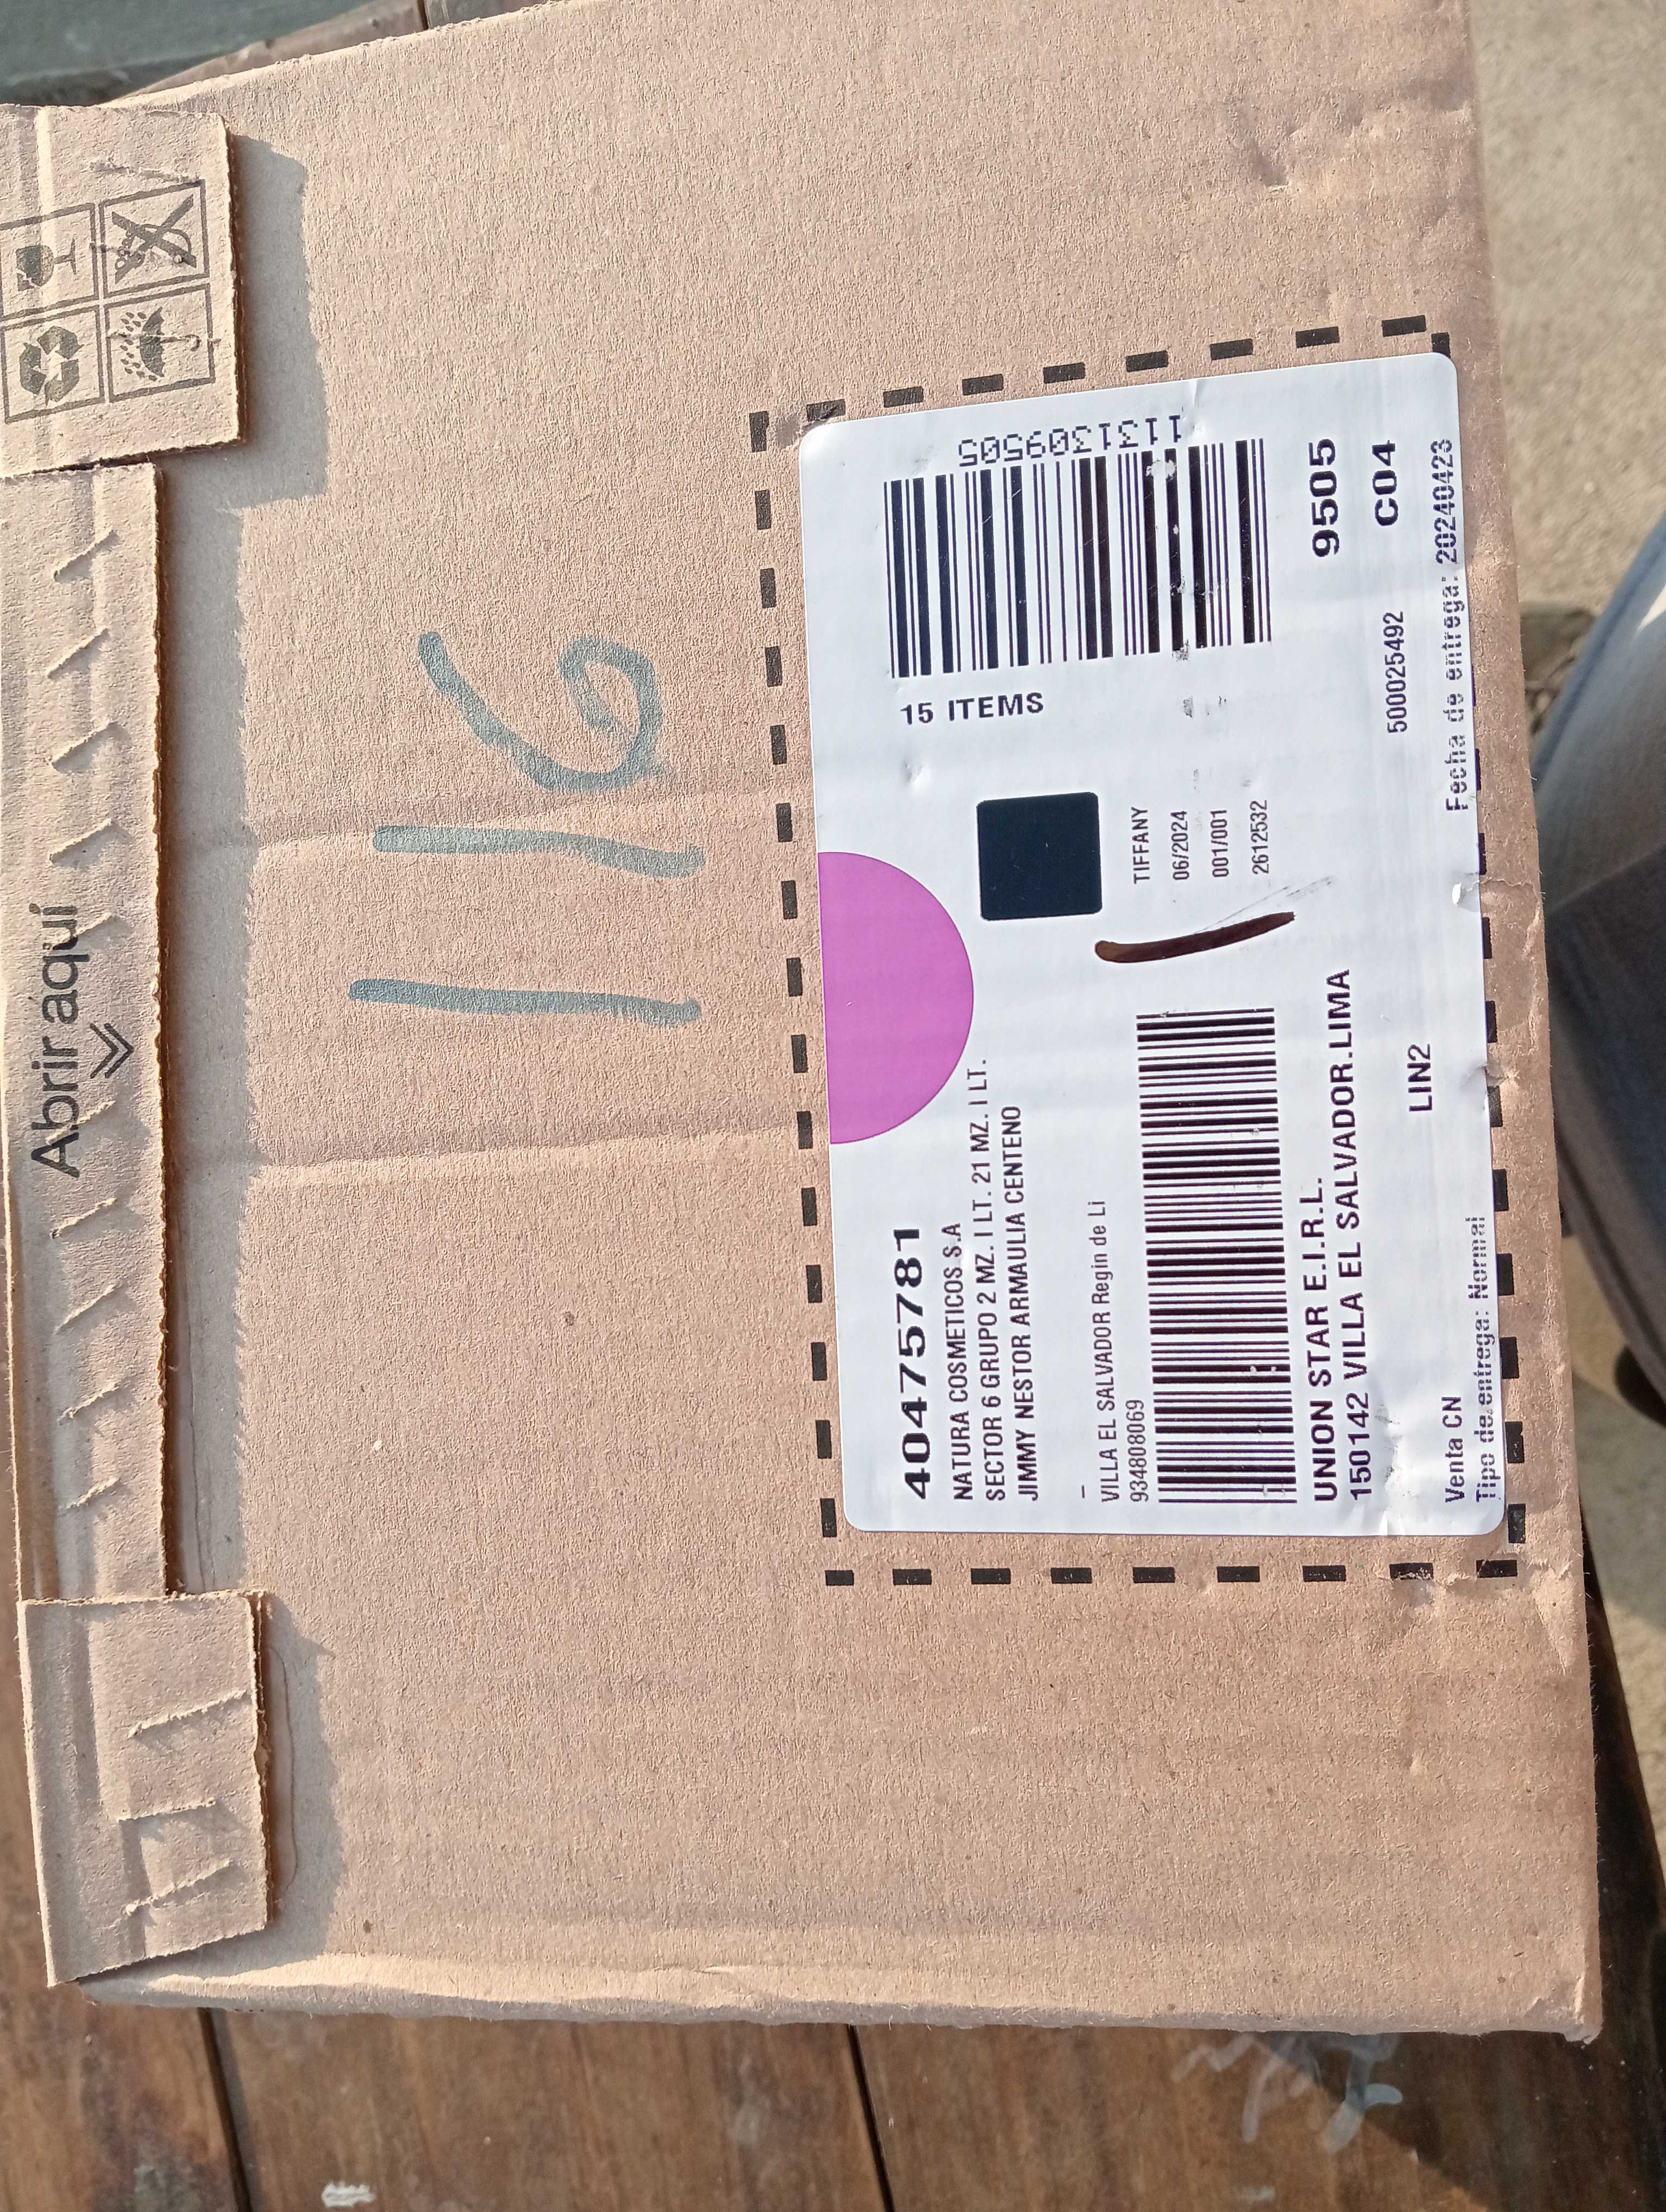 Abrir aquí
116
40475781
NATURA COSMETICOS S.A
SECTOR 6 GRUPO 2 MZ. I LT. 21 MZ. I LT.
JIMMY NESTOR ARMAULIA CENTENO
-
VILLA EL SALVADOR Regin de Li
934808069
UNION STAR E.I.R.L.
150142 VILLA EL SALVADOR.LIMA
LIN2
Venta CN
Tipo de entrega: Normal
TIFFANY
06/2024
001/001
2612532
15 ITEMS
1131309505
9505
500025492 C04
Fecha de entrega: 20240423